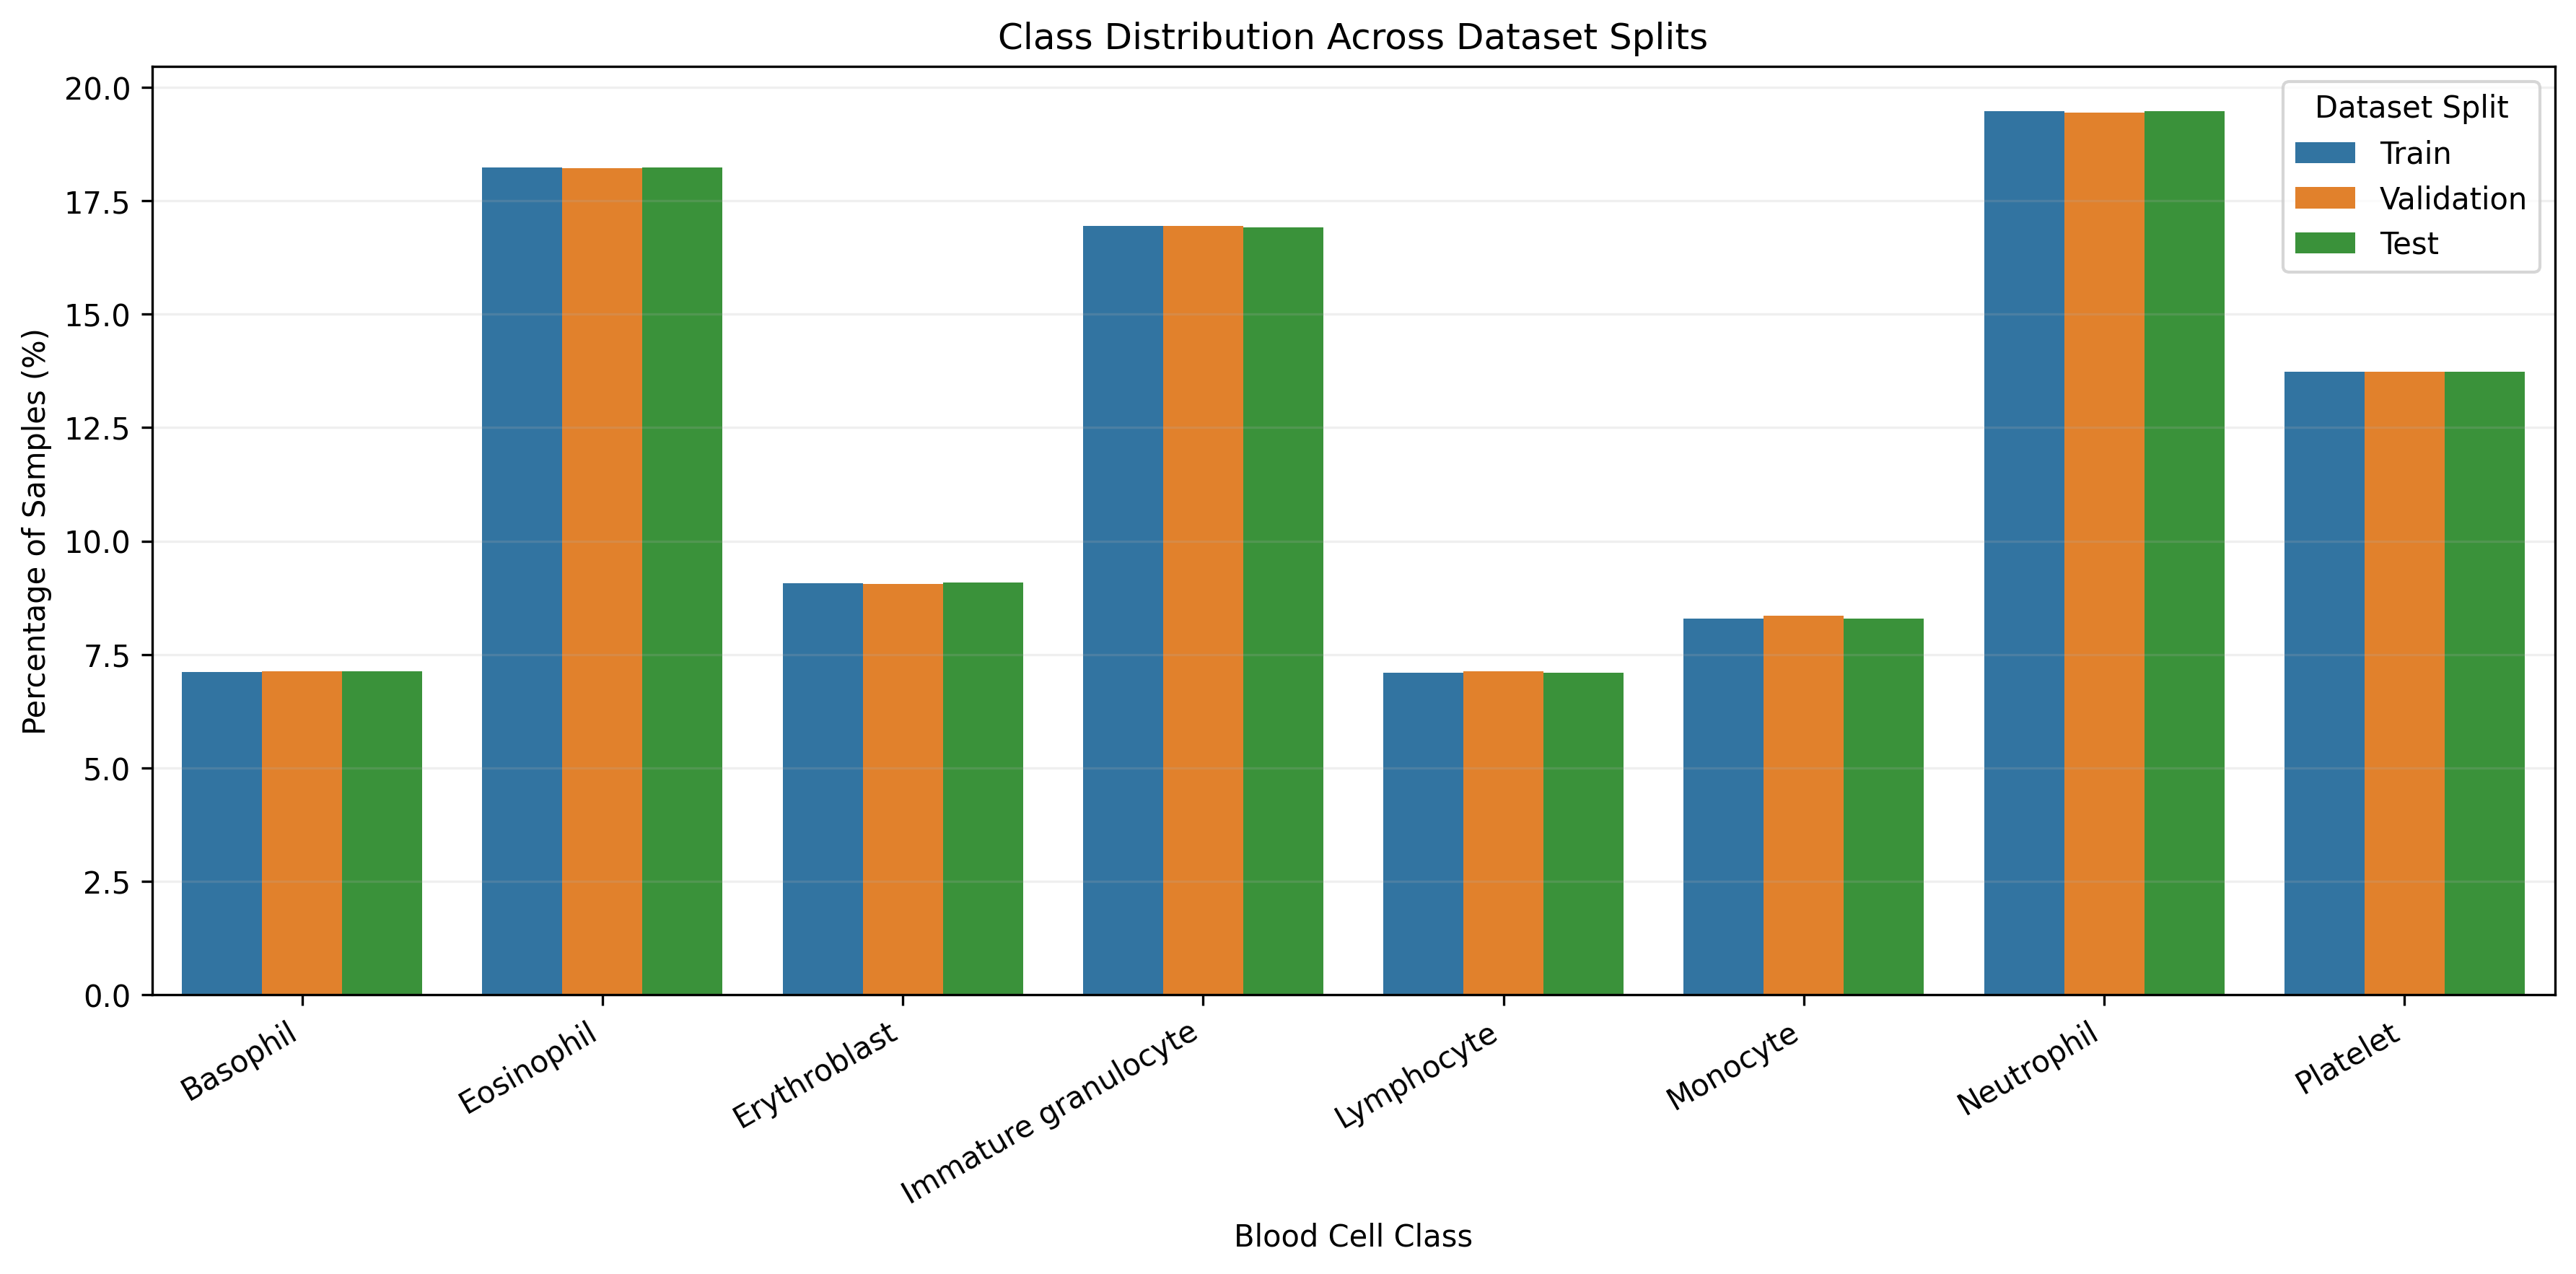 Class Distribution Across Dataset Splits
Percentage of Samples (%)
20.0
17.5
15.0
12.5
10.0
7.5
5.0
2.5
0.0
Dataset Split
Train
Validation
Test
Basophil
Eosinophil
Erythroblast
Immature granulocyte
Lymphocyte
Monocyte
Neutrophil
Platelet
Blood Cell Class